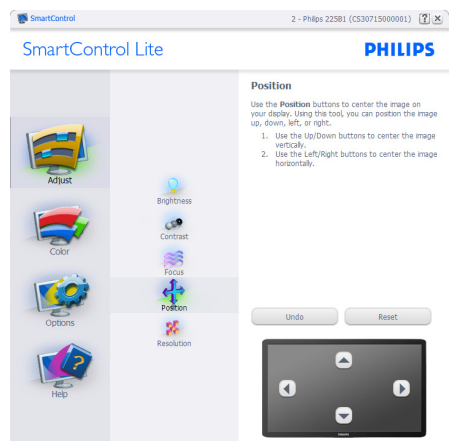 SmartControl
2 - Philips 225B1 (CS30715000001)
?
SmartControl Lite
PHILIPS
Adjust
Color
Options
Help
Brightness
Contrast
Focus
Position
Resolution
Position
Use the Position buttons to center the image on
your display. Using this tool, you can position the image
up, down, left, or right.
1. Use the Up/Down buttons to center the image
vertically.
2. Use the Left/Right buttons to center the image
horizontally.
Undo
Reset
PHILIPS